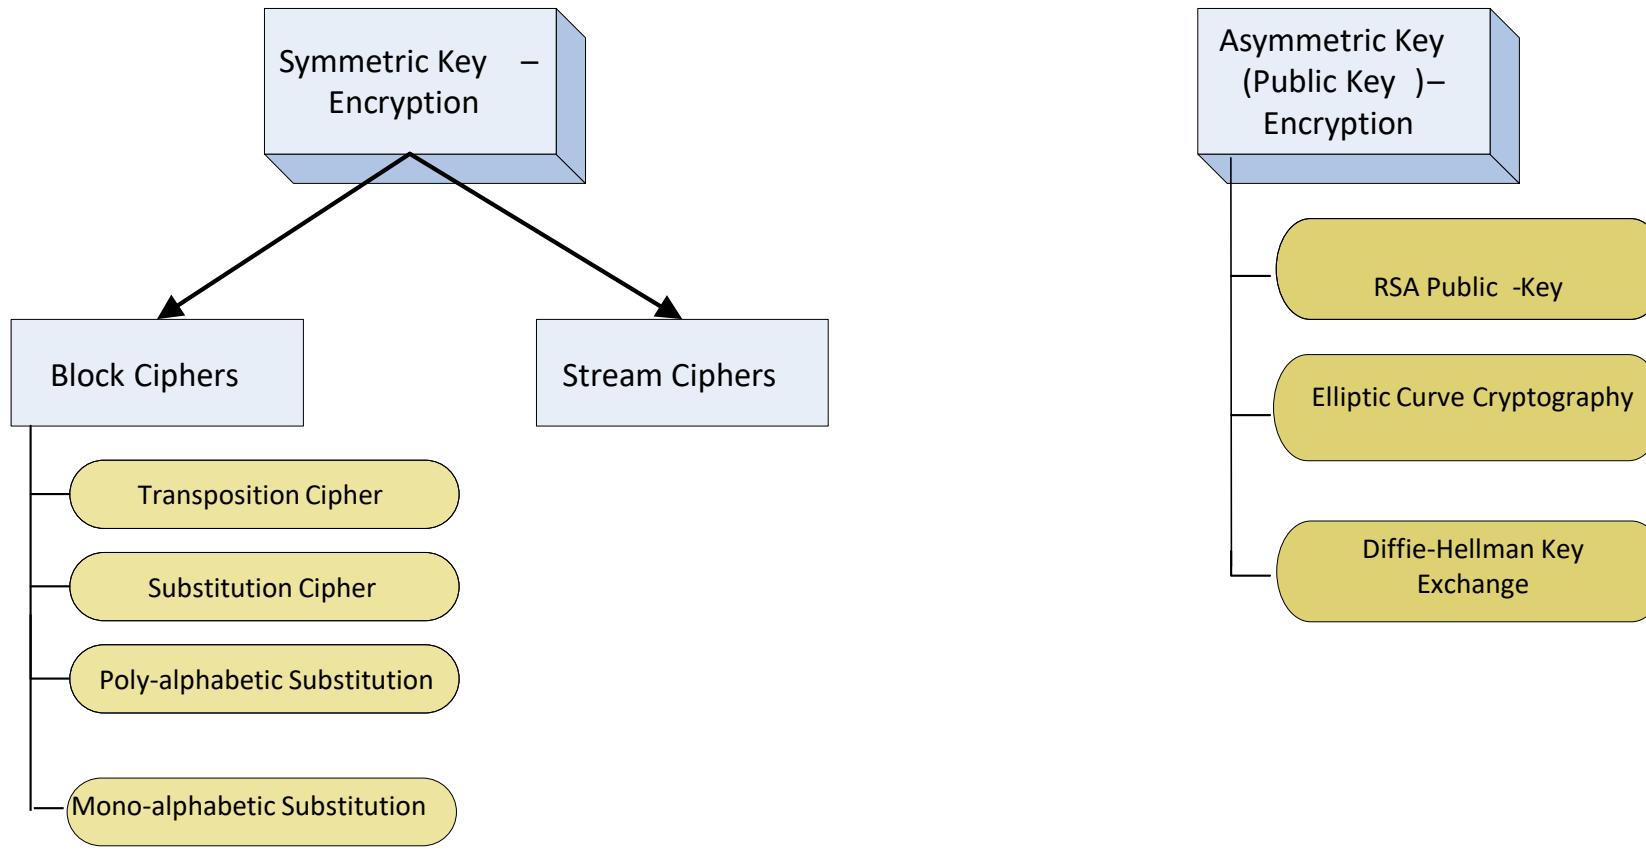 Symmetric Key –
Encryption
Block Ciphers
Stream Ciphers
Transposition Cipher
Substitution Cipher
Poly-alphabetic Substitution
Mono-alphabetic Substitution
Asymmetric Key
(Public Key )–
Encryption
RSA Public -Key
Elliptic Curve Cryptography
Diffie-Hellman Key
Exchange